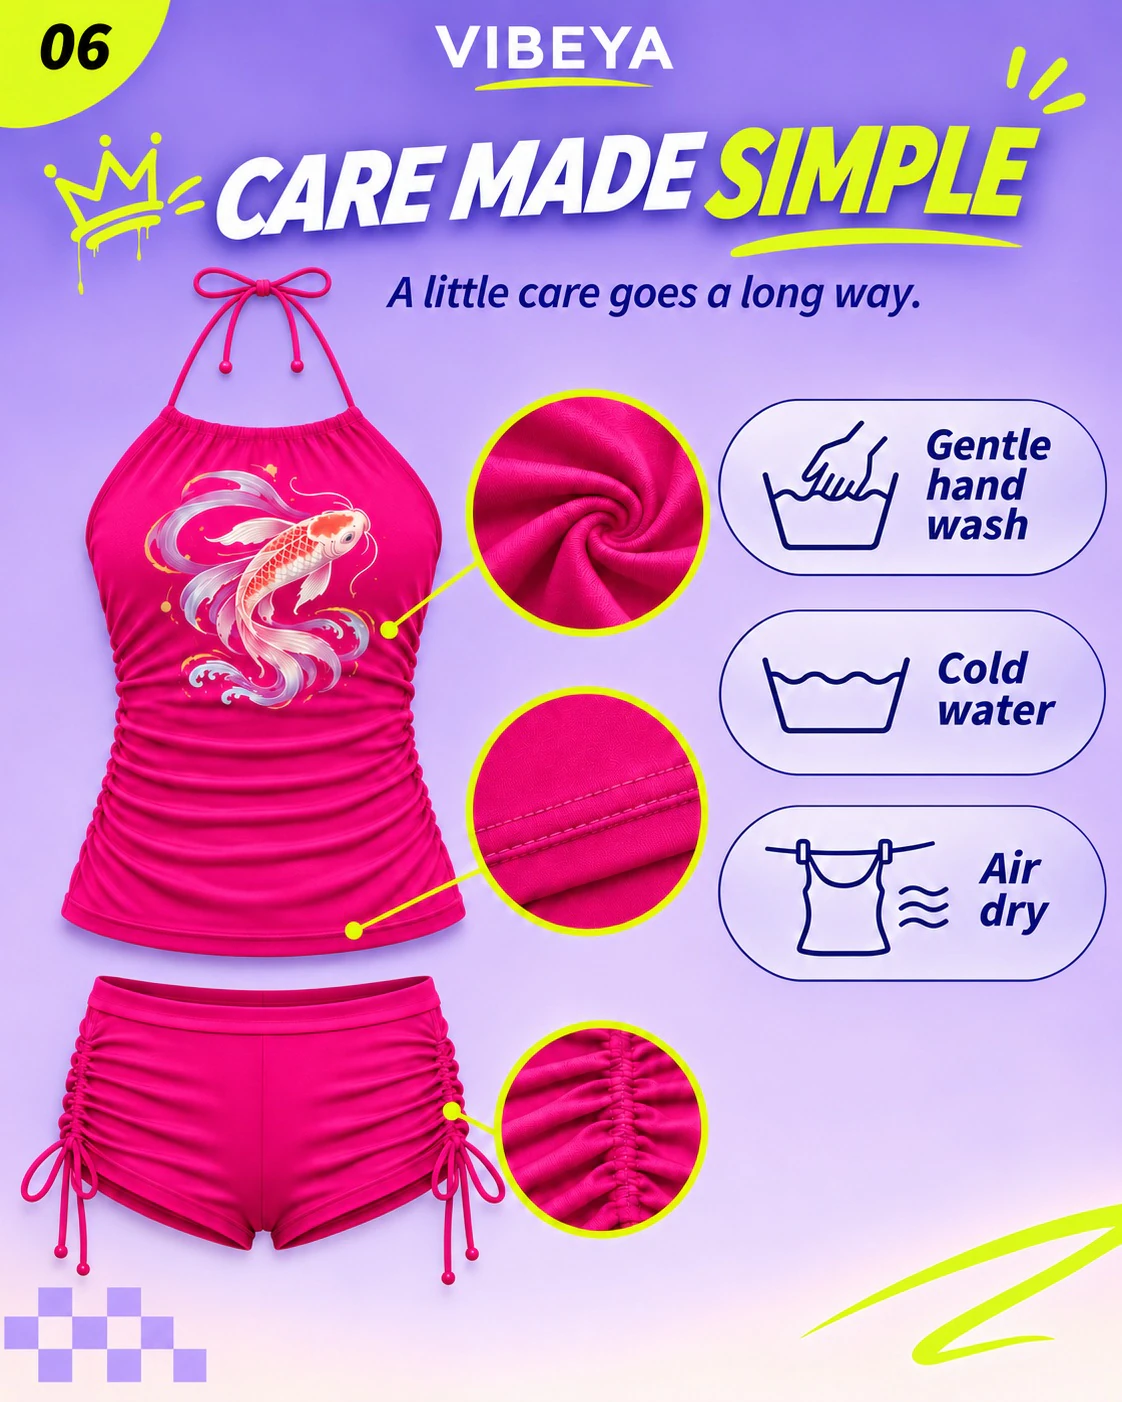 06
VIBEYA
CARE MADE SIMPLE
A little care goes a long way.
Gentle
hand
wash
Cold
water
Air
dry